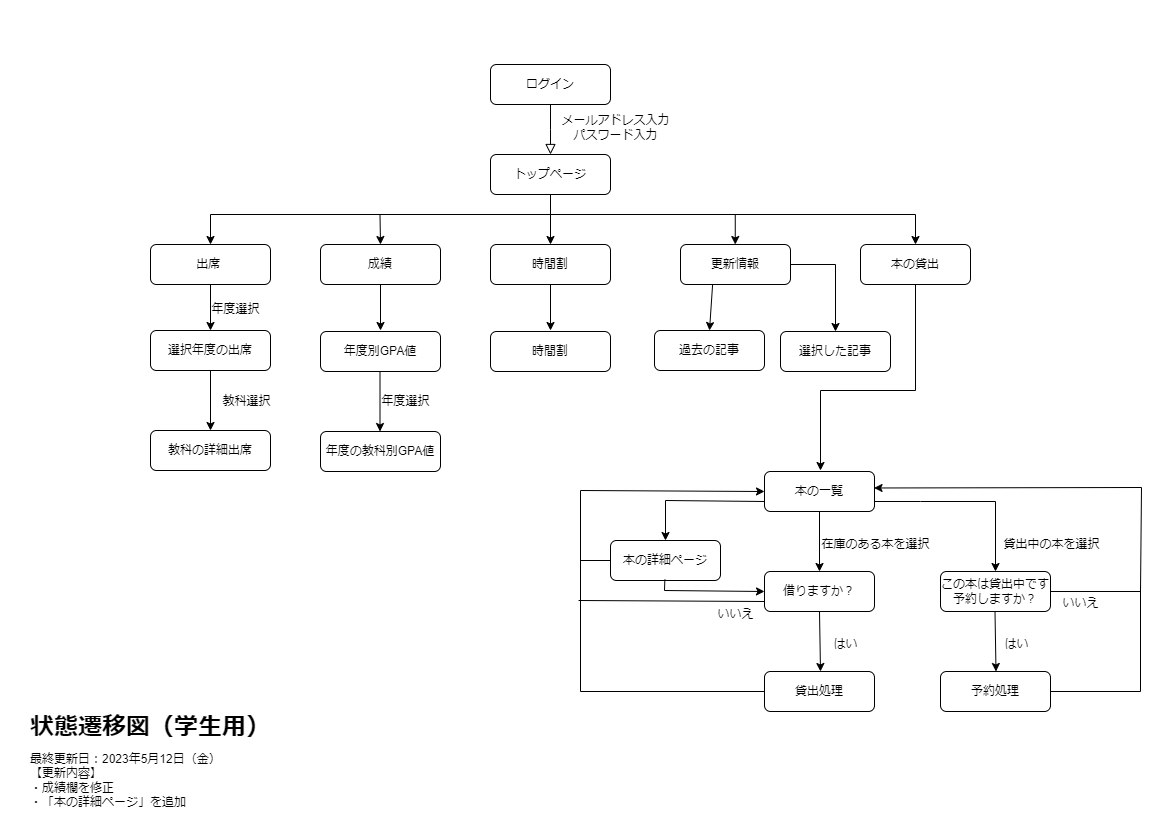 ログイン
メールアドレス入力
パスワード入力
トップページ
出席
成績
時間割
更新情報
本の貸出
年度選択
選択年度の出席
年度別GPA値
時間割
過去の記事
選択した記事
教科選択
年度選択
教科の詳細出席
年度の教科別GPA値
本の一覧
本の詳細ページ
在庫のある本を選択
貸出中の本を選択
借りますか？
この本は貸出中です
予約しますか？
いいえ
いいえ
はい
はい
貸出処理
予約処理
状態遷移図（学生用）
最終更新日：2023年5月12日（金）
【更新内容】
・成績欄を修正
・「本の詳細ページ」を追加